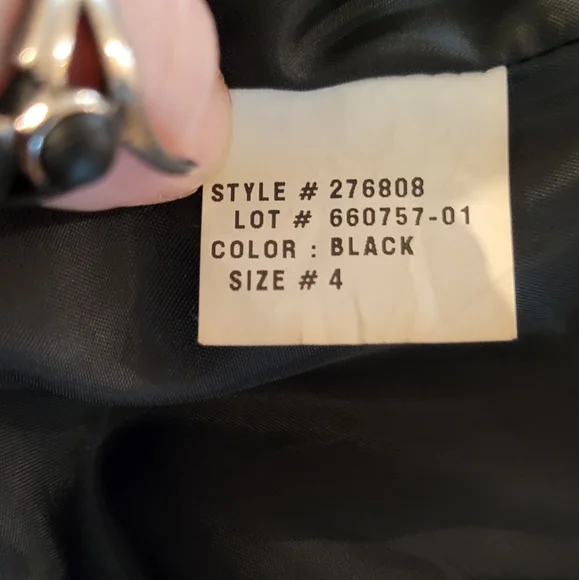 STYLE # 276808
LOT # 660757-01
COLOR : BLACK
SIZE # 4